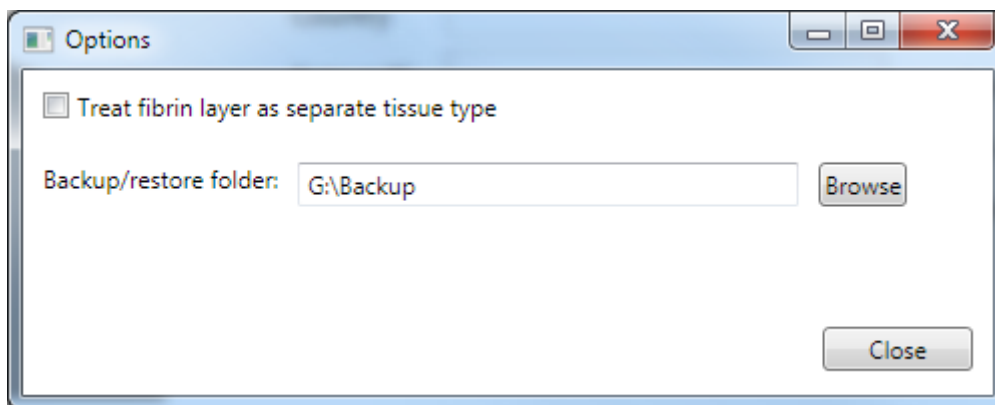 Options
Treat fibrin layer as separate tissue type
Backup/restore folder: G:\Backup Browse
Close